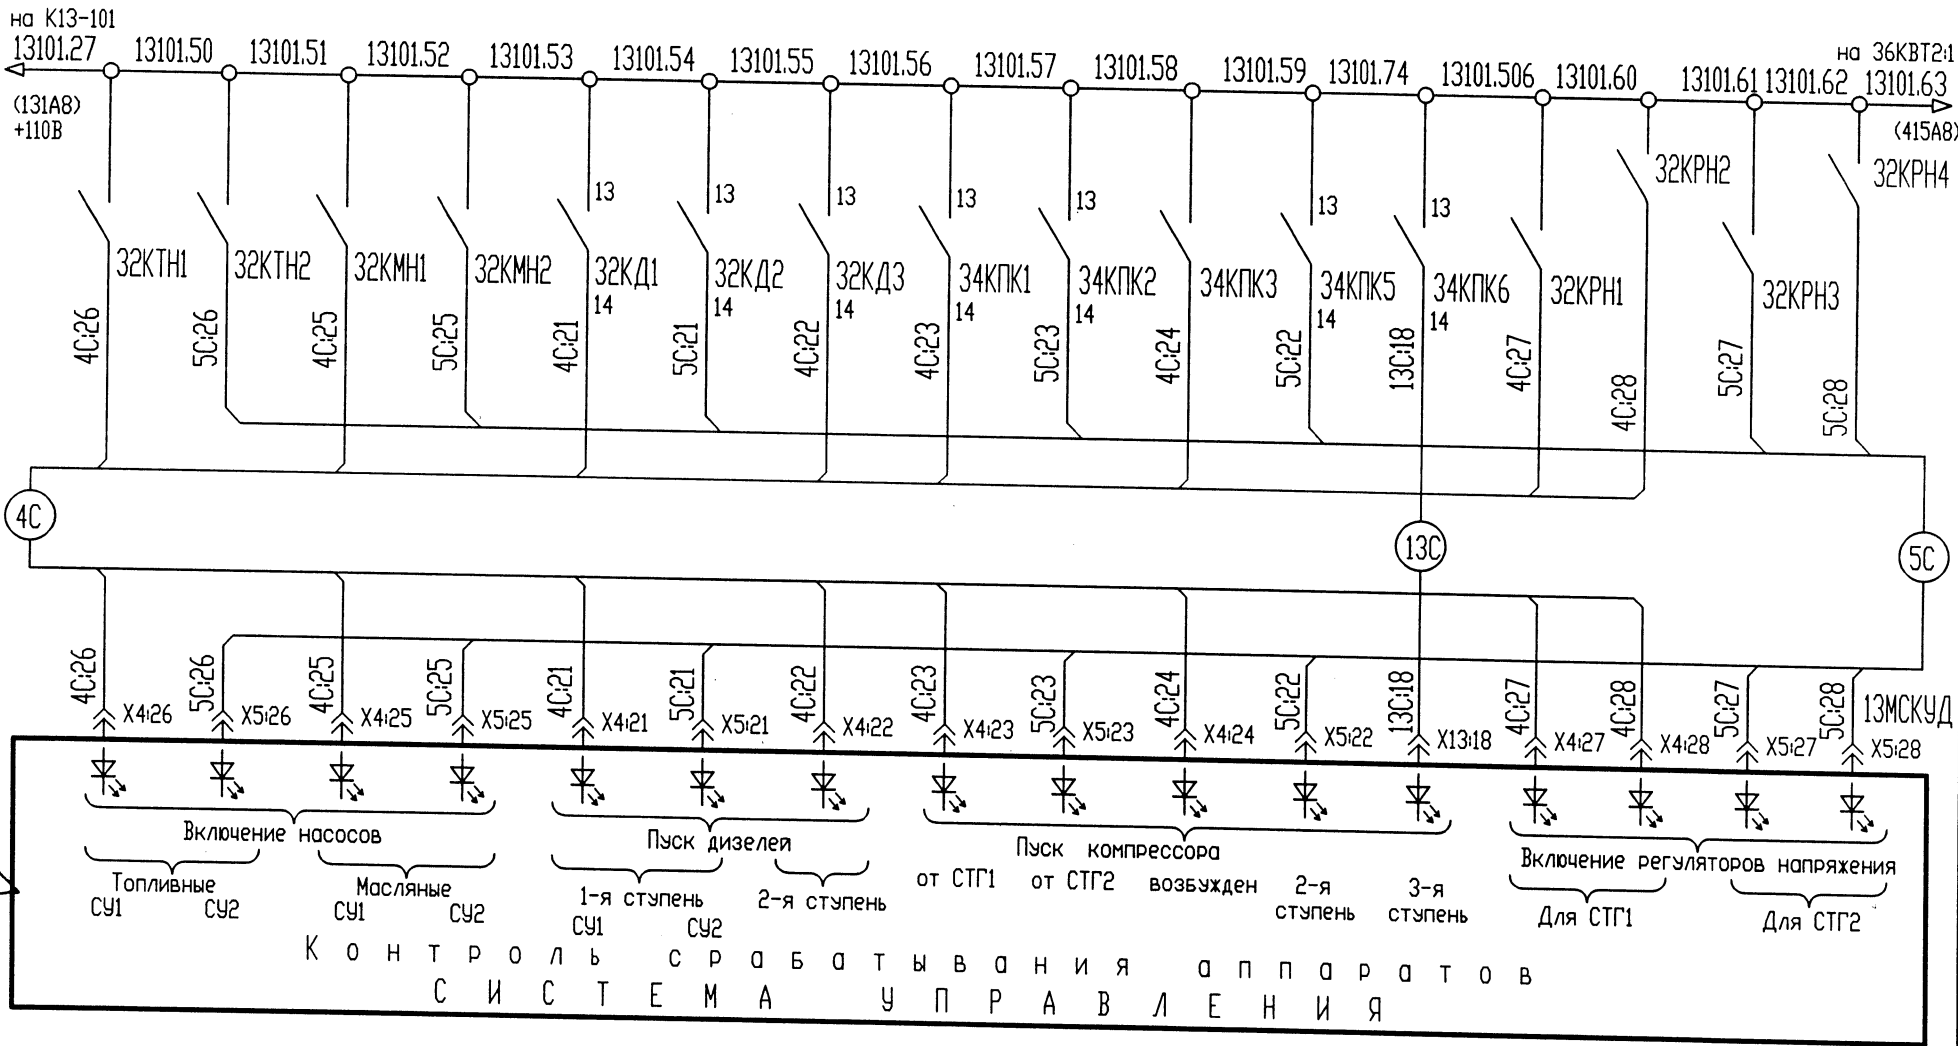 на К13-101
на 36КВТ2:1
13101.27 13101.50 13101.51 13101.52 13101.53 13101.54 13101.55 13101.56 13101.57 13101.58 13101.59 13101.74 13101.506 13101.60 13101.61 13101.62 13101.63
(131А8)
+110В
(415А8)
32КРН2 32КРН4
13 13 13 13 13 13 13
32КТН1 32КТН2 32КМН1 32КМН2 32КД1 32КД2 32КД3 34КПК1 34КПК2 34КПК3 34КПК5 34КПК6 32КРН1 32КРН3
14 14 14 14 14 14 14
4С:26 5С:26 4С:25 5С:25 4С:21 5С:21 4С:22 4С:23 5С:23 4С:24 5С:22 13С:18 4С:27 4С:28 5С:27 5С:28
4С 13С 5С
4С:26 5С:26 4С:25 5С:25 4С:21 5С:21 4С:22 4С:23 5С:23 4С:24 5С:22 13С:18 4С:27 4С:28 5С:27 5С:28
13МСКУД
Х4:26 Х5:26 Х4:25 Х5:25 Х4:21 Х5:21 Х4:22 Х4:23 Х5:23 Х4:24 Х5:22 Х13:18 Х4:27 Х4:28 Х5:27 Х5:28
Включение насосов Пуск дизелей Пуск компрессора Включение регуляторов напряжения
Топливные Масляные 1-я ступень 2-я ступень от СТГ1 от СТГ2 возбужден 2-я ступень 3-я ступень Для СТГ1 Для СТГ2
СУ1 СУ2 СУ1 СУ2 СУ1 СУ2
Контроль срабатывания аппаратов
СИСТЕМА УПРАВЛЕНИЯ